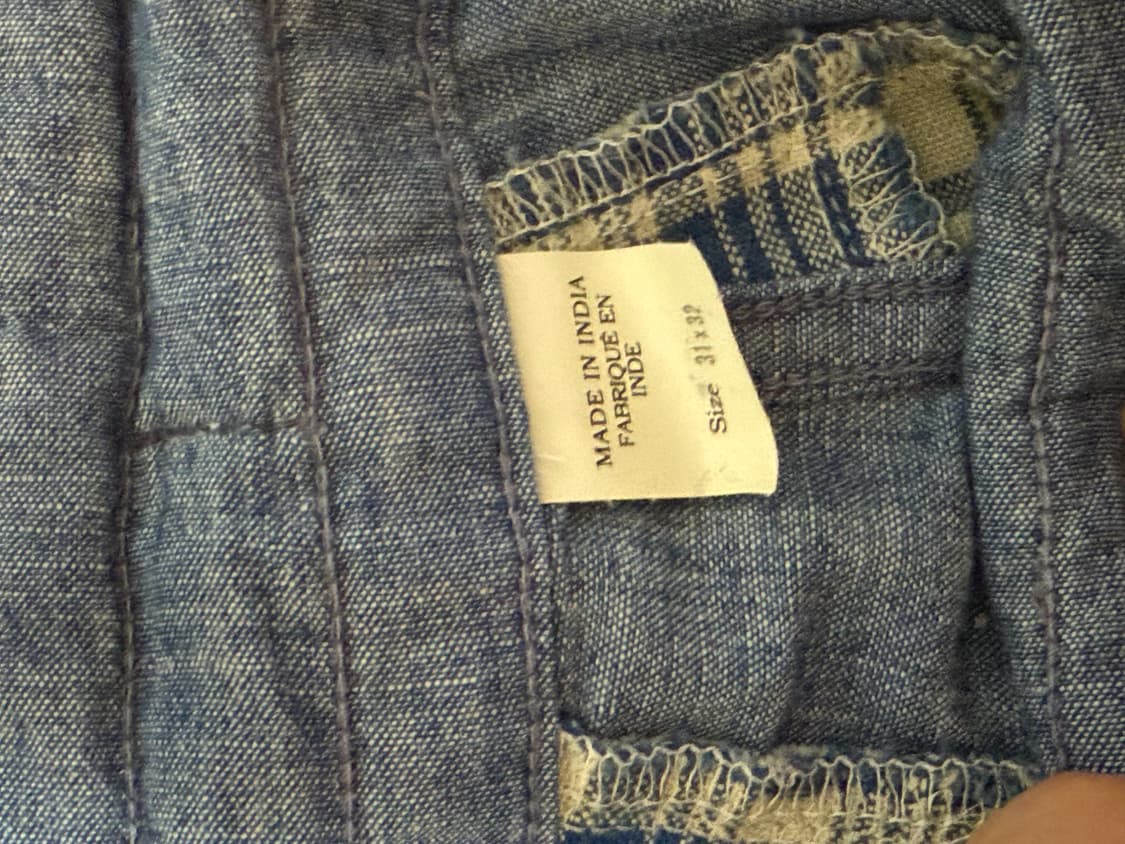 MADE IN INDIA
FABRIQUÉ EN
INDE
Size 31 x 32